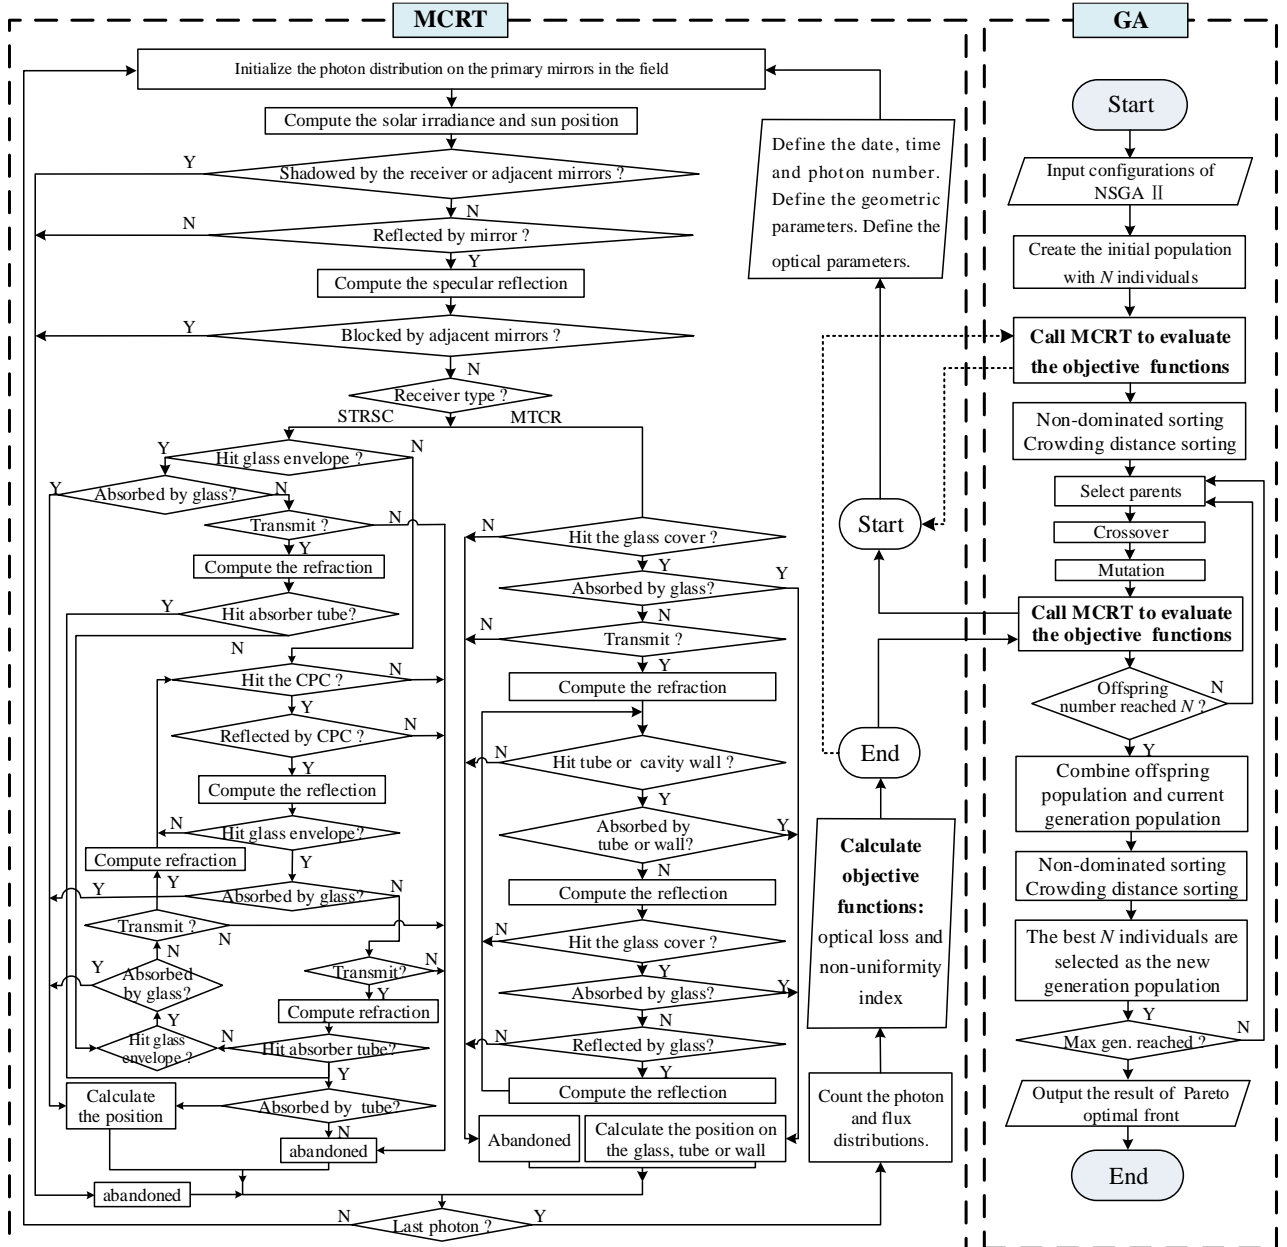 MCRT
Initialize the photon distribution on the primary mirrors in the field
Compute the solar irradiance and sun position
Y
Shadowed by the receiver or adjacent mirrors ?
N
N
Reflected by mirror ?
Y
Compute the specular reflection
Y
Blocked by adjacent mirrors ?
N
Receiver type ?
STRSC
MTCR
Y
Hit glass envelope ?
N
Y
Absorbed by glass?
N
Transmit ?
N
Y
Compute the refraction
Y
Hit absorber tube?
N
Hit the CPC ?
N
Y
Reflected by CPC ?
N
Y
Compute the reflection
N
Hit glass envelope?
Y
Compute refraction
Y
Y
Absorbed by glass?
N
Transmit ?
N
N
Y
Absorbed
by glass?
Y
Transmit?
N
Y
Compute refraction
Hit glass
envelope ?
N
Hit absorber tube?
Y
Calculate
the position
Absorbed by tube?
N
abandoned
abandoned
N
Hit the glass cover ?
Y
Absorbed by glass?
Y
N
N
Transmit ?
Y
Compute the refraction
N
Hit tube or cavity wall ?
Y
Absorbed by
tube or wall?
Y
N
Compute the reflection
N
Hit the glass cover ?
Y
Absorbed by glass?
Y
N
N
Reflected by glass?
Y
Compute the reflection
Abandoned
Calculate the position on
the glass, tube or wall
N
Last photon ?
Y
Define the date, time
and photon number.
Define the geometric
parameters. Define the
optical parameters.
Start
End
Calculate
objective
functions:
optical loss and
non-uniformity
index
Count the photon
and flux
distributions.
GA
Start
Input configurations of
NSGA Ⅱ
Create the initial population
with N individuals
Call MCRT to evaluate
the objective functions
Non-dominated sorting
Crowding distance sorting
Select parents
Crossover
Mutation
Call MCRT to evaluate
the objective functions
Offspring
number reached N ?
N
Y
Combine offspring
population and current
generation population
Non-dominated sorting
Crowding distance sorting
The best N individuals are
selected as the new
generation population
Y
Max gen. reached ?
N
Output the result of Pareto
optimal front
End